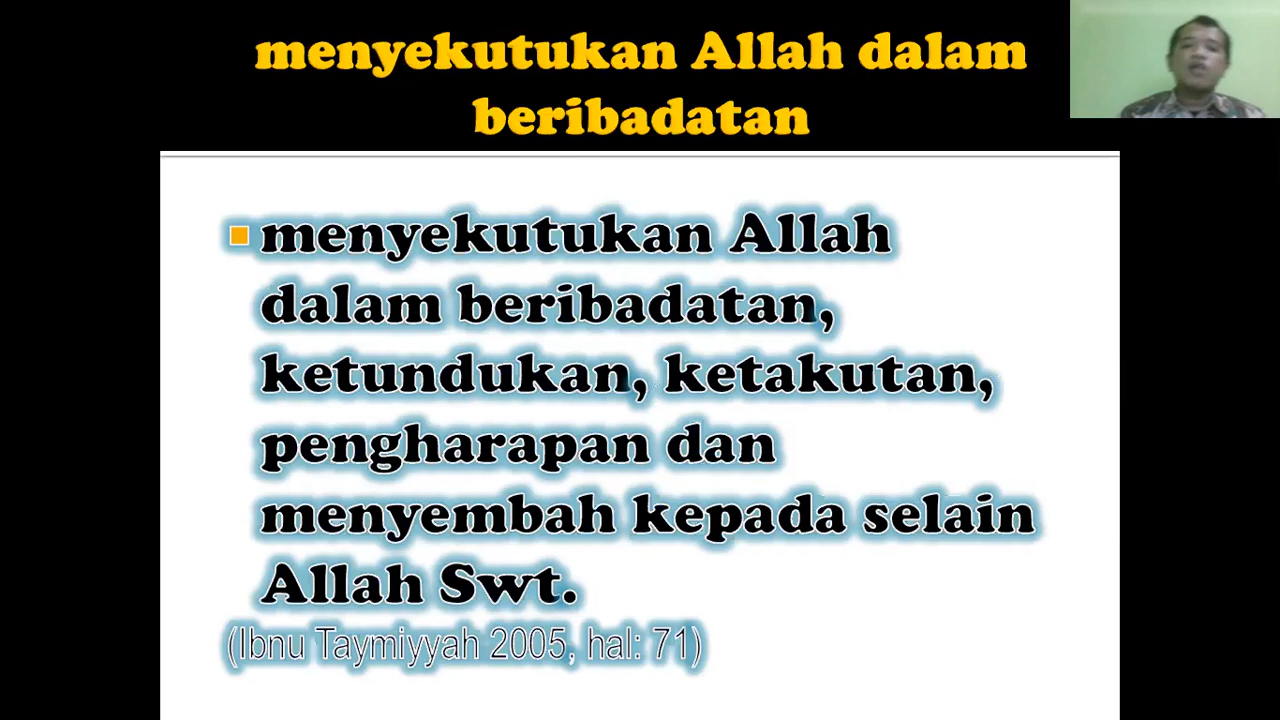 menyekutukan Allah dalam
beribadatan
menyekutukan Allah
dalam beribadatan,
ketundukan, ketakutan,
pengharapan dan
menyembah kepada selain
Allah Swt.
(Ibnu Taymiyyah 2005, hal: 71)